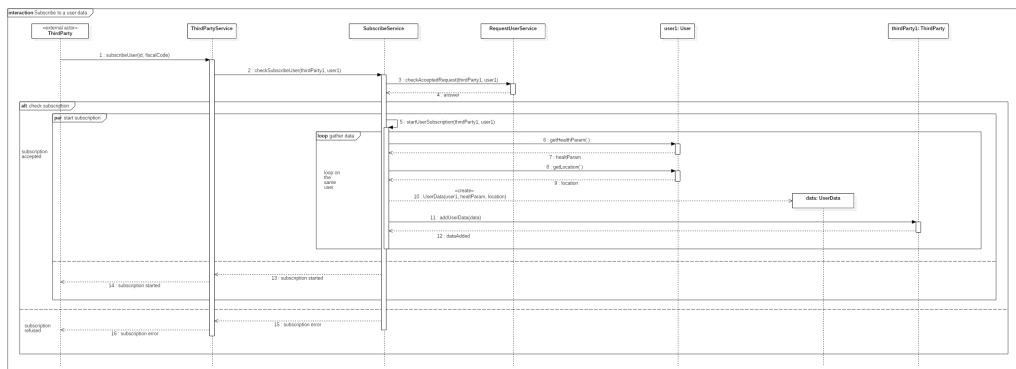 interaction Subscribe to a user data
«external actor»
ThirdParty
ThirdPartyService
SubscribeService
RequestUserService
user1: User
thirdParty1: ThirdParty
1 : subscribeUser(id, fiscalCode)
2 : checkSubscribeUser(thirdParty1, user1)
3 : checkAcceptedRequest(thirdParty1, user1)
4 : answer
alt check subscription
par start subscription
5 : startUserSubscription(thirdParty1, user1)
loop gather data
6 : getHealthParam( )
subscription
accepted
7 : healtParam
8 : getLocation( )
loop on
the
same
user
9 : location
«create»
10 : UserData(user1, healtParam, location)
data: UserData
11 : addUserData(data)
12 : dataAdded
13 : subscription started
14 : subscription started
subscription
refused
15 : subscription error
16 : subscription error